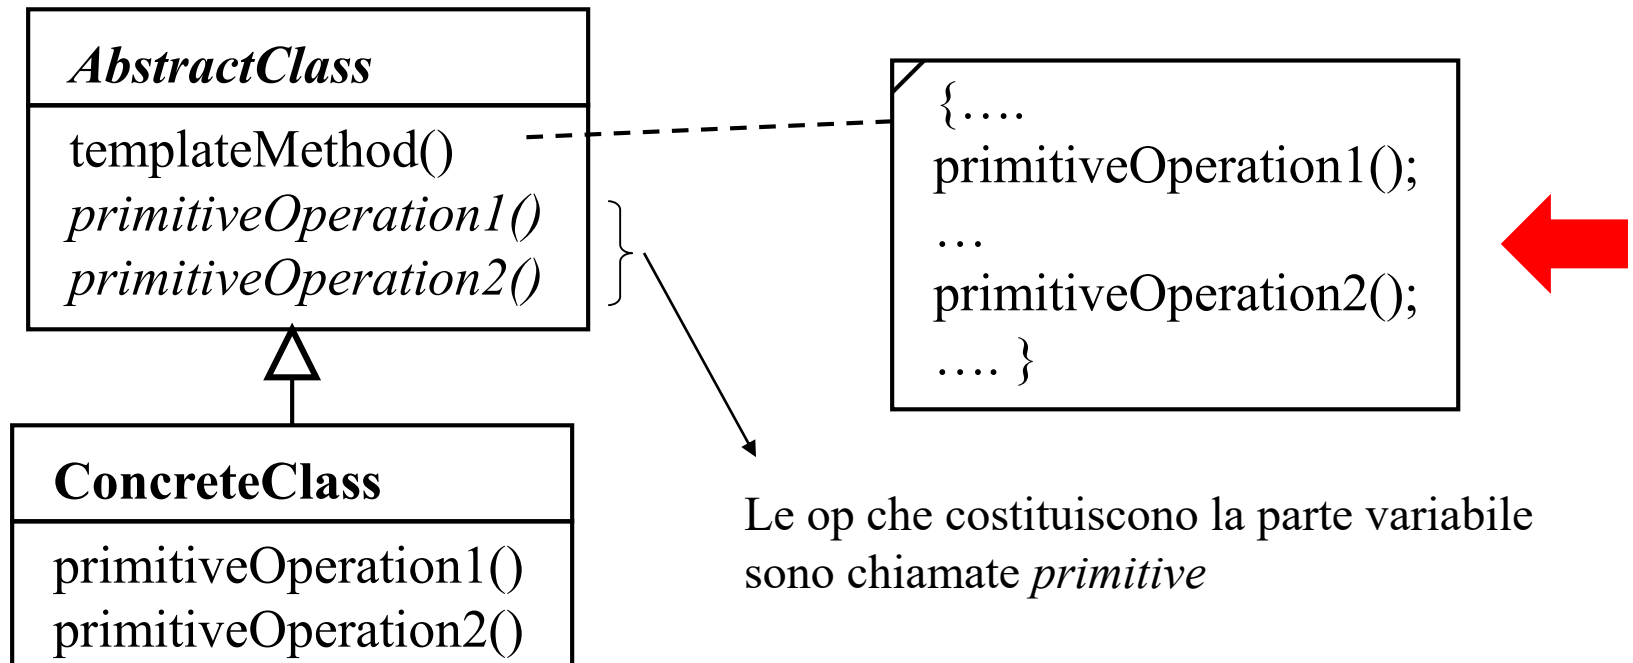 AbstractClass
templateMethod()
primitiveOperation1()
primitiveOperation2()
{....
primitiveOperation1();
…
primitiveOperation2();
…. }
ConcreteClass
primitiveOperation1()
primitiveOperation2()
Le op che costituiscono la parte variabile
sono chiamate primitive